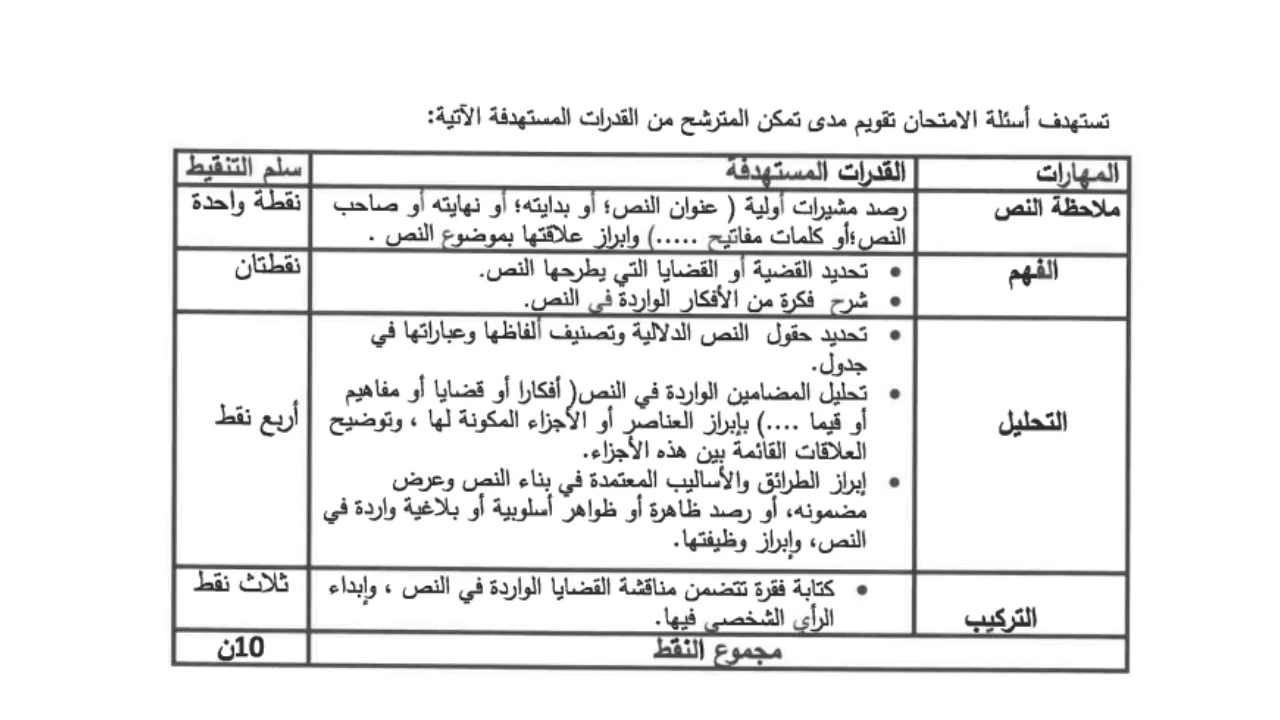 تستهدف أسئلة الامتحان تقويم مدى تمكن المترشح من القدرات المستهدفة الآتية:
المهارات القدرات المستهدفة سلم التنقيط
ملاحظة النص رصد مشيرات أولية ( عنوان النص؛ أو بدايته؛ أو نهايته أو صاحب نقطة واحدة
النص؛أو كلمات مفاتيح .....) وإبراز علاقتها بموضوع النص .
الفهم • تحديد القضية أو القضايا التي يطرحها النص. نقطتان
• شرح فكرة من الأفكار الواردة في النص.
• تحديد حقول النص الدلالية وتصنيف ألفاظها وعباراتها في
جدول.
• تحليل المضامين الواردة في النص( أفكارا أو قضايا أو مفاهيم
التحليل أو قيما ....) بإبراز العناصر أو الأجزاء المكونة لها ، وتوضيح أربع نقط
العلاقات القائمة بين هذه الأجزاء.
• إبراز الطرائق والأساليب المعتمدة في بناء النص وعرض
مضمونه، أو رصد ظاهرة أو ظواهر أسلوبية أو بلاغية واردة في
النص، وإبراز وظيفتها.
• كتابة فقرة تتضمن مناقشة القضايا الواردة في النص ، وإبداء ثلاث نقط
التركيب الرأي الشخصي فيها.
مجموع النقط 10ن